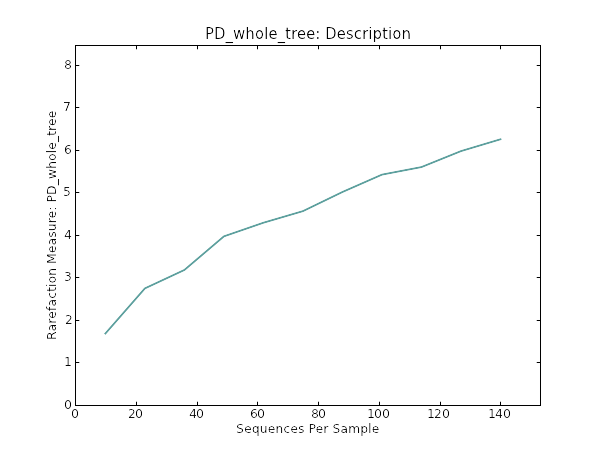 PD_whole_tree: Description
Rarefaction Measure: PD_whole_tree
8
7
6
5
4
3
2
1
0
0 20 40 60 80 100 120 140
Sequences Per Sample